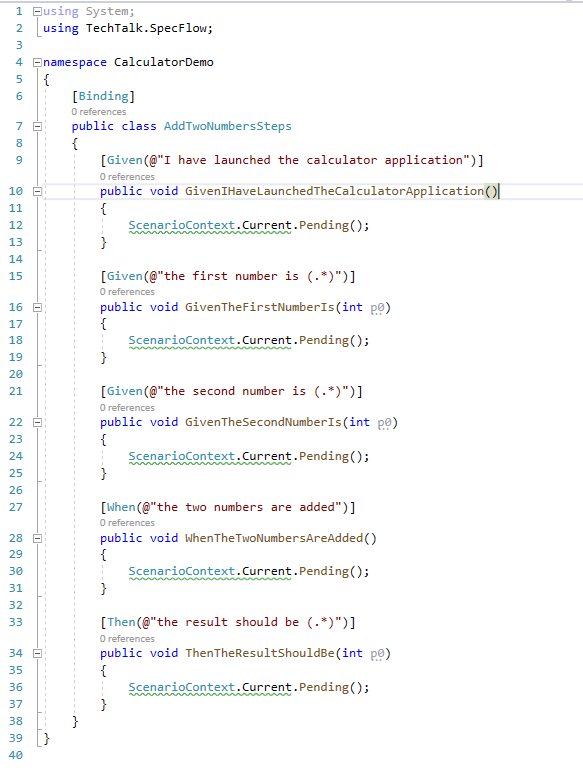 1 using System;
2 using TechTalk.SpecFlow;
3
4 namespace CalculatorDemo
5 {
6 [Binding]
0 references
7 public class AddTwoNumbersSteps
8 {
9 [Given(@"I have launched the calculator application")]
0 references
10 public void GivenIHaveLaunchedTheCalculatorApplication()
11 {
12 ScenarioContext.Current.Pending();
13 }
14
15 [Given(@"the first number is (.*)")]
0 references
16 public void GivenTheFirstNumberIs(int p0)
17 {
18 ScenarioContext.Current.Pending();
19 }
20
21 [Given(@"the second number is (.*)")]
0 references
22 public void GivenTheSecondNumberIs(int p0)
23 {
24 ScenarioContext.Current.Pending();
25 }
26
27 [When(@"the two numbers are added")]
0 references
28 public void WhenTheTwoNumbersAreAdded()
29 {
30 ScenarioContext.Current.Pending();
31 }
32
33 [Then(@"the result should be (.*)")]
0 references
34 public void ThenTheResultShouldBe(int p0)
35 {
36 ScenarioContext.Current.Pending();
37 }
38 }
39 }
40